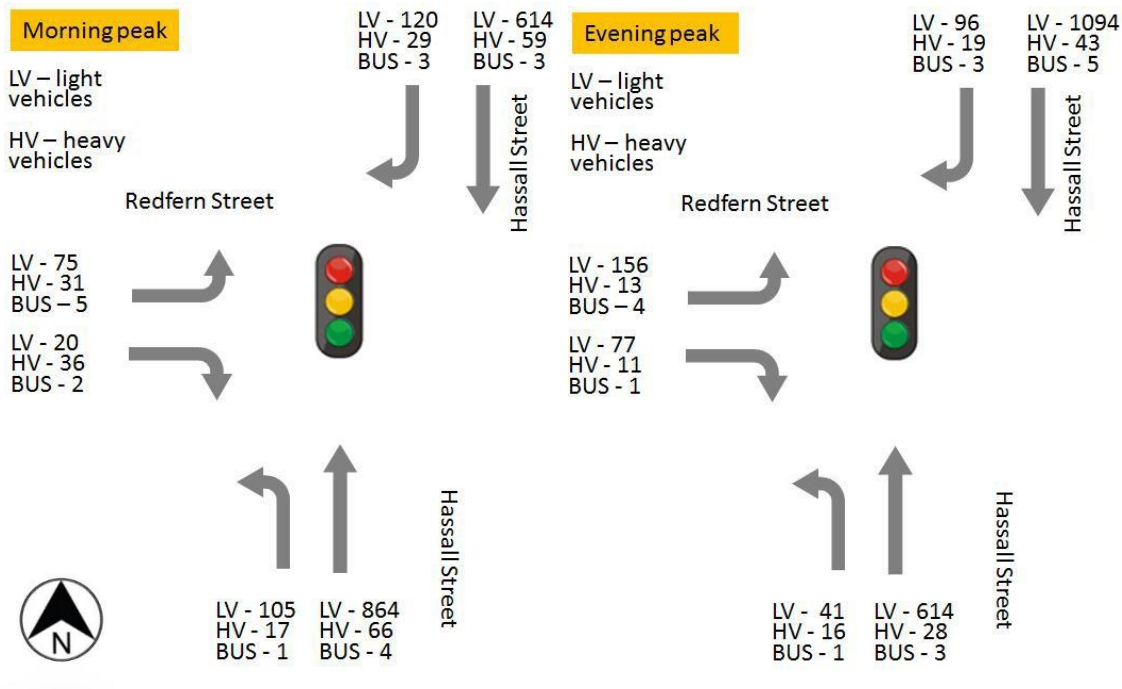 Morning peak
LV – light
vehicles
HV – heavy
vehicles
LV - 120
HV - 29
BUS - 3
LV - 614
HV - 59
BUS - 3
Hassall Street
Redfern Street
LV - 75
HV - 31
BUS – 5
LV - 20
HV - 36
BUS - 2
Hassall Street
LV - 105
HV - 17
BUS - 1
LV - 864
HV - 66
BUS - 4
N
Evening peak
LV – light
vehicles
HV – heavy
vehicles
LV - 96
HV - 19
BUS - 3
LV - 1094
HV - 43
BUS - 5
Hassall Street
Redfern Street
LV - 156
HV - 13
BUS – 4
LV - 77
HV - 11
BUS - 1
Hassall Street
LV - 41
HV - 16
BUS - 1
LV - 614
HV - 28
BUS - 3